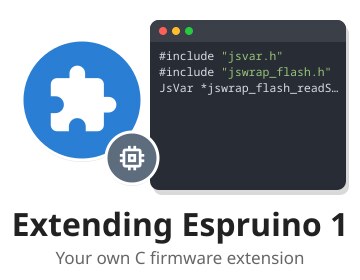 #include "jsvar.h"
#include "jswrap_flash.h"
JsVar *jswrap_flash_readS…
Extending Espruino 1
Your own C firmware extension